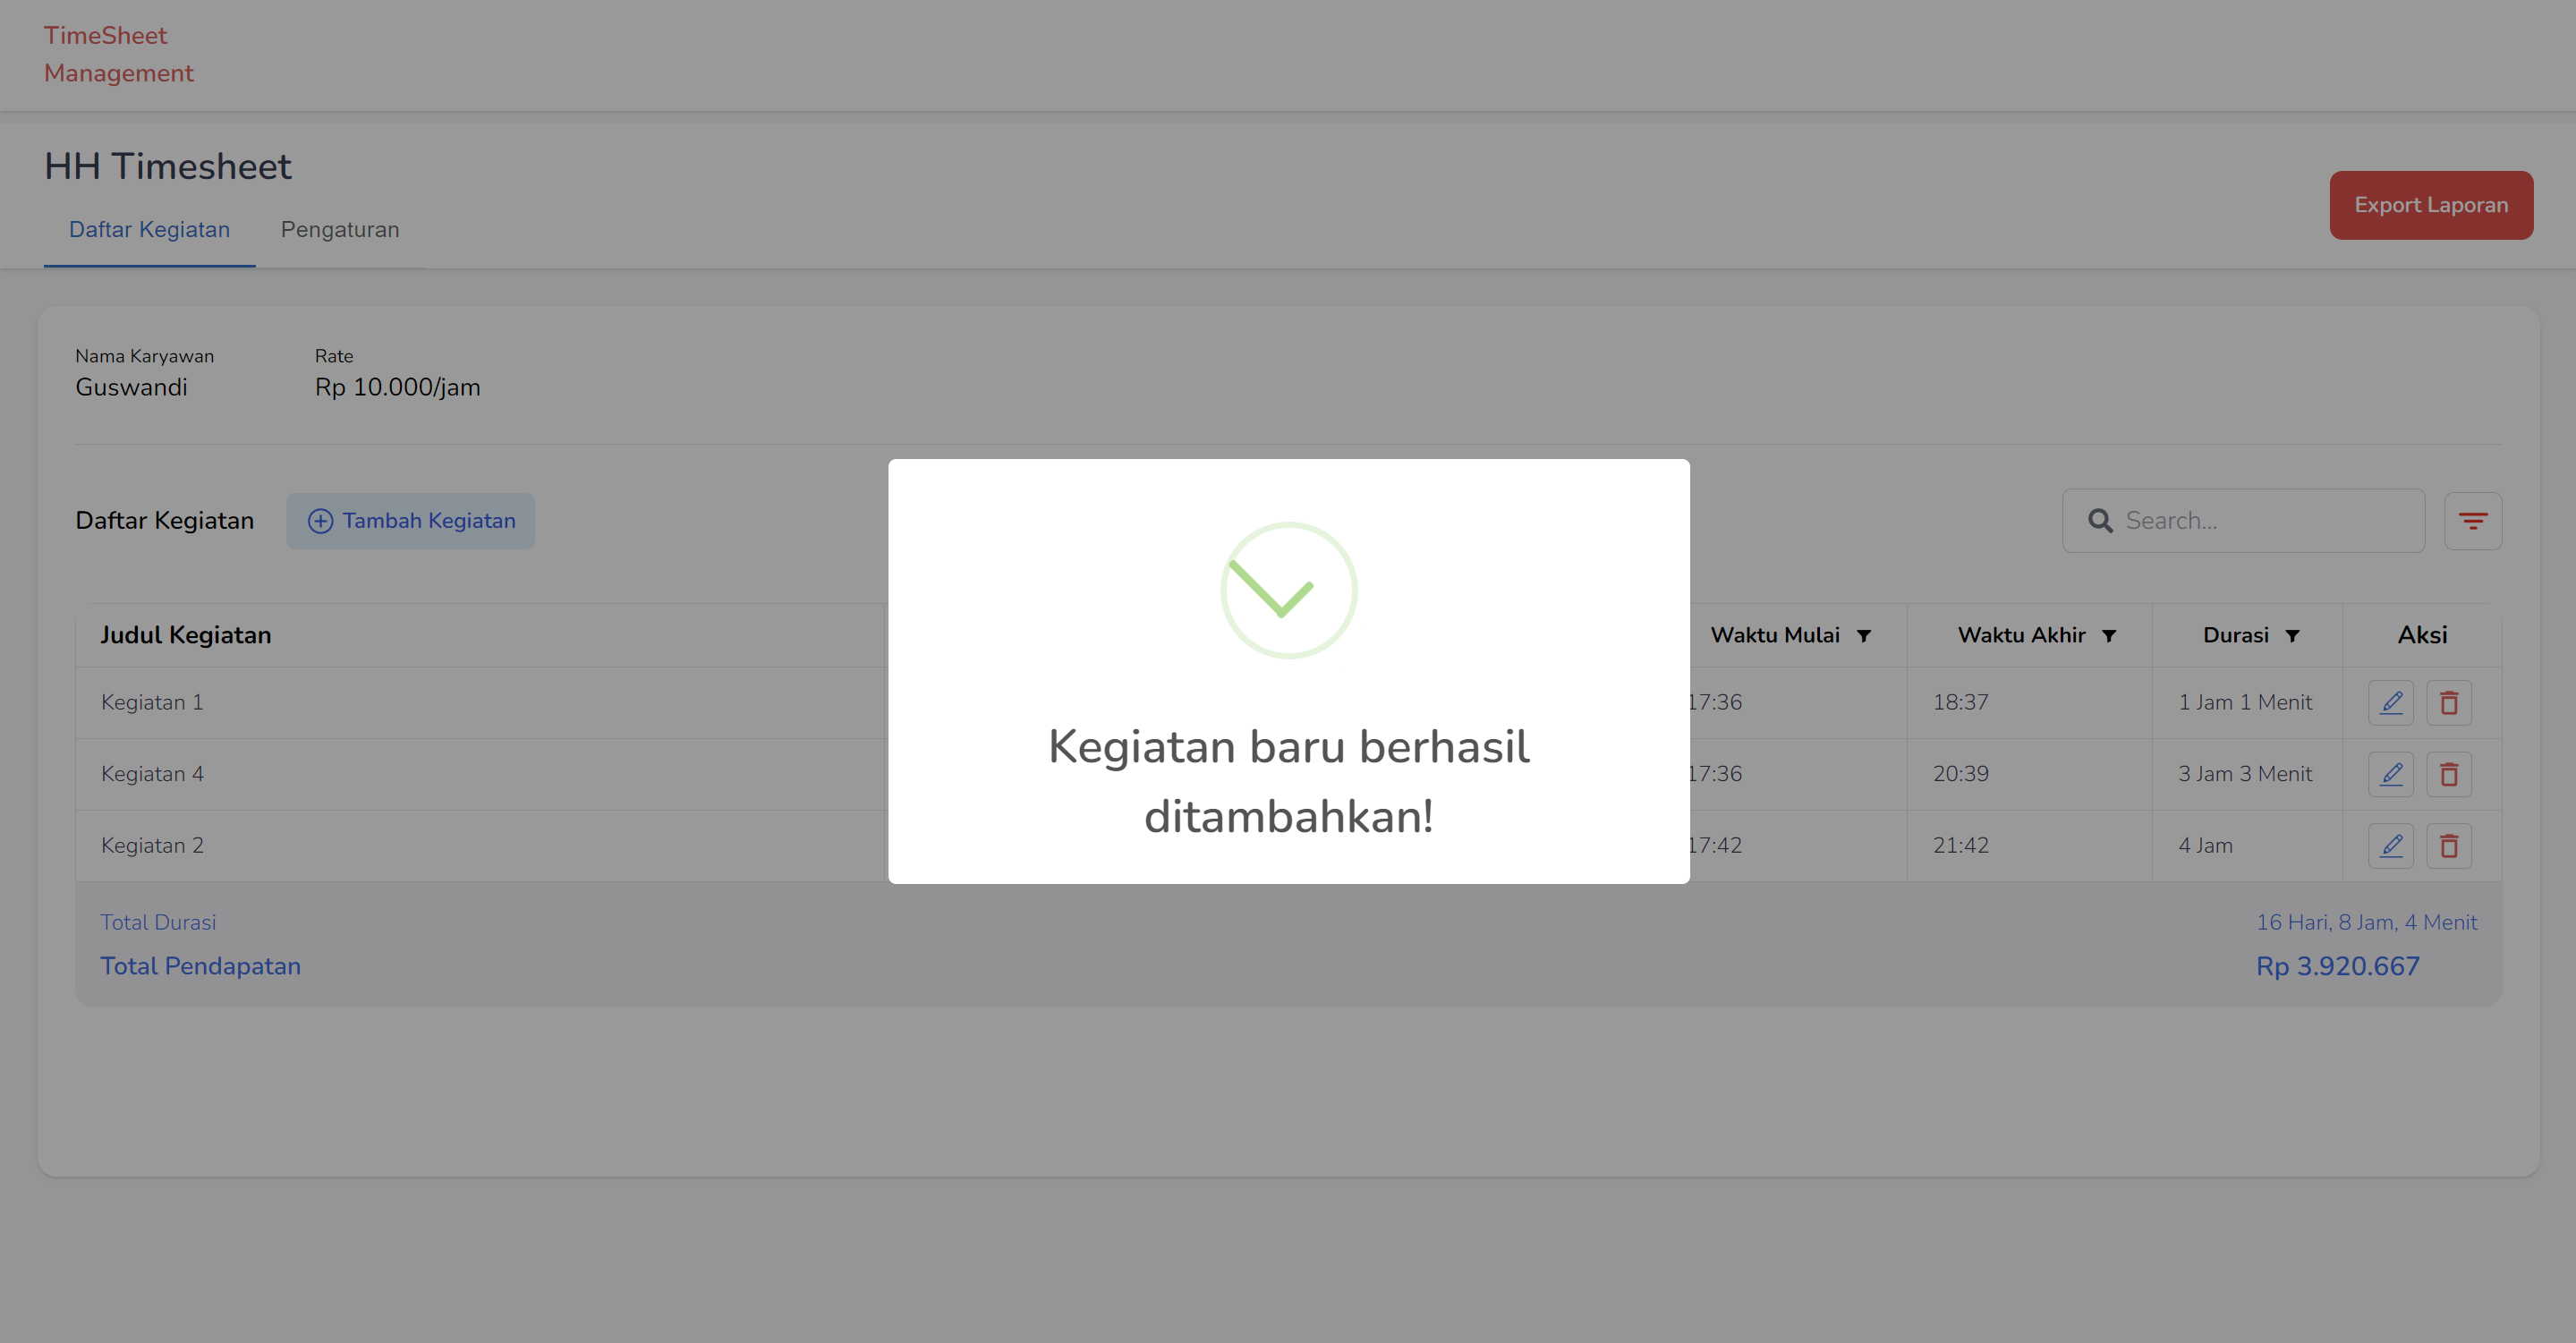 TimeSheet
Management
HH Timesheet
Daftar Kegiatan Pengaturan
Export Laporan
Nama Karyawan Rate
Guswandi Rp 10.000/jam
Daftar Kegiatan Tambah Kegiatan Search...
Kegiatan baru berhasil
ditambahkan!
Judul Kegiatan Waktu Mulai Waktu Akhir Durasi Aksi
Kegiatan 1 17:36 18:37 1 Jam 1 Menit
Kegiatan 4 17:36 20:39 3 Jam 3 Menit
Kegiatan 2 17:42 21:42 4 Jam
Total Durasi 16 Hari, 8 Jam, 4 Menit
Total Pendapatan Rp 3.920.667